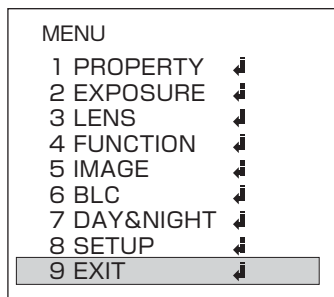 MENU
1 PROPERTY ↲
2 EXPOSURE ↲
3 LENS ↲
4 FUNCTION ↲
5 IMAGE ↲
6 BLC ↲
7 DAY&NIGHT ↲
8 SETUP ↲
9 EXIT ↲